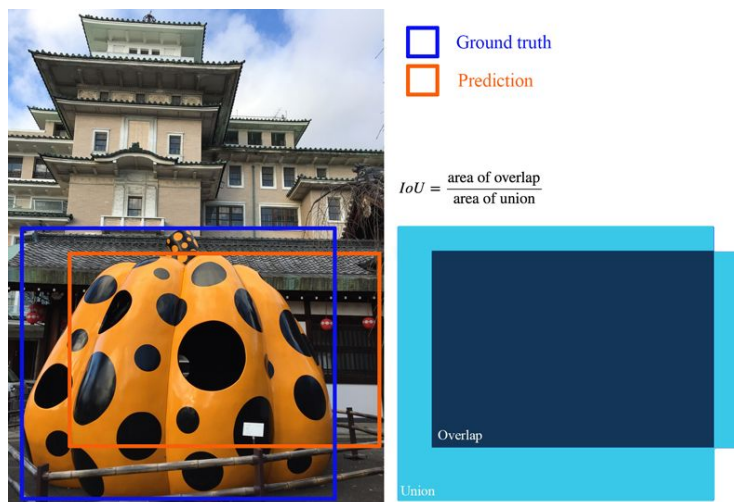 Ground truth
Prediction
IoU = area of overlap / area of union
Overlap
Union